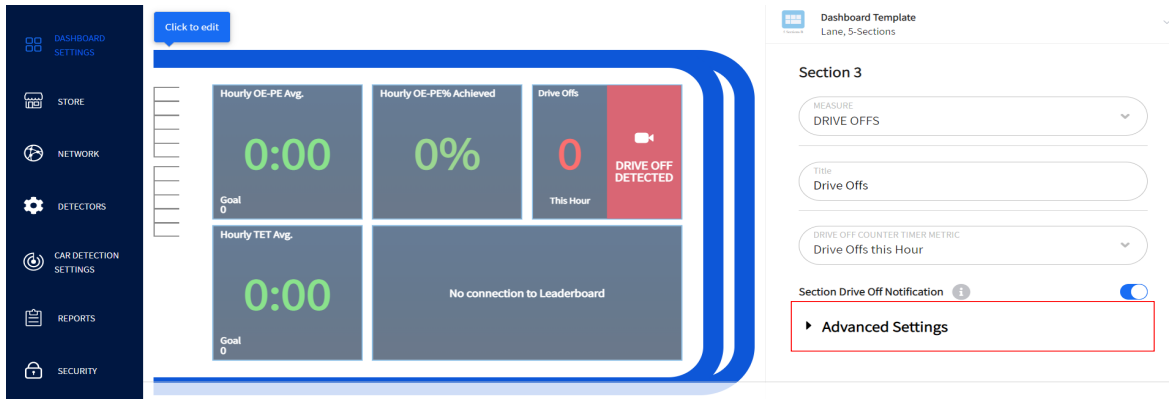 DASHBOARD
SETTINGS
STORE
NETWORK
DETECTORS
CAR DETECTION
SETTINGS
REPORTS
SECURITY
Click to edit
Hourly OE-PE Avg.
0:00
Goal
0
Hourly OE-PE% Achieved
0%
Drive Offs
0
This Hour
DRIVE OFF
DETECTED
Hourly TET Avg.
0:00
Goal
0
No connection to Leaderboard
Dashboard Template
Lane, 5-Sections
Section 3
MEASURE
DRIVE OFFS
Title
Drive Offs
DRIVE OFF COUNTER TIMER METRIC
Drive Offs this Hour
Section Drive Off Notification
Advanced Settings